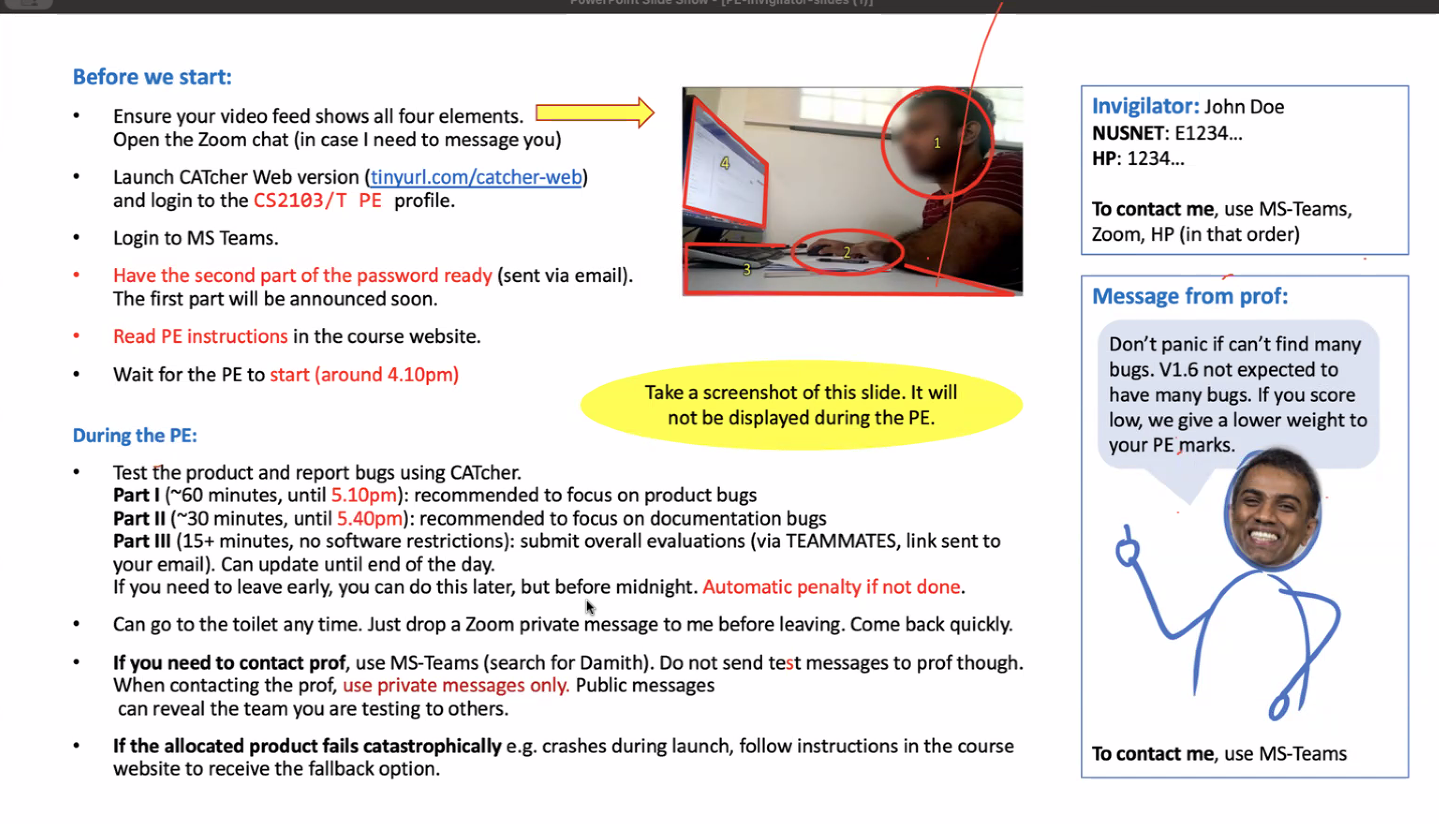 PowerPoint Slide Show - [PE-invigilator-slides (1)]
Before we start:
• Ensure your video feed shows all four elements.
Open the Zoom chat (in case I need to message you)
• Launch CATcher Web version (tinyurl.com/catcher-web)
and login to the CS2103/T PE profile.
• Login to MS Teams.
• Have the second part of the password ready (sent via email).
The first part will be announced soon.
• Read PE instructions in the course website.
• Wait for the PE to start (around 4.10pm)
1
4
2
3
Take a screenshot of this slide. It will
not be displayed during the PE.
During the PE:
• Test the product and report bugs using CATcher.
Part I (~60 minutes, until 5.10pm): recommended to focus on product bugs
Part II (~30 minutes, until 5.40pm): recommended to focus on documentation bugs
Part III (15+ minutes, no software restrictions): submit overall evaluations (via TEAMMATES, link sent to
your email). Can update until end of the day.
If you need to leave early, you can do this later, but before midnight. Automatic penalty if not done.
• Can go to the toilet any time. Just drop a Zoom private message to me before leaving. Come back quickly.
• If you need to contact prof, use MS-Teams (search for Damith). Do not send test messages to prof though.
When contacting the prof, use private messages only. Public messages
can reveal the team you are testing to others.
• If the allocated product fails catastrophically e.g. crashes during launch, follow instructions in the course
website to receive the fallback option.
Invigilator: John Doe
NUSNET: E1234...
HP: 1234...
To contact me, use MS-Teams,
Zoom, HP (in that order)
Message from prof:
Don't panic if can't find many
bugs. V1.6 not expected to
have many bugs. If you score
low, we give a lower weight to
your PE marks.
To contact me, use MS-Teams